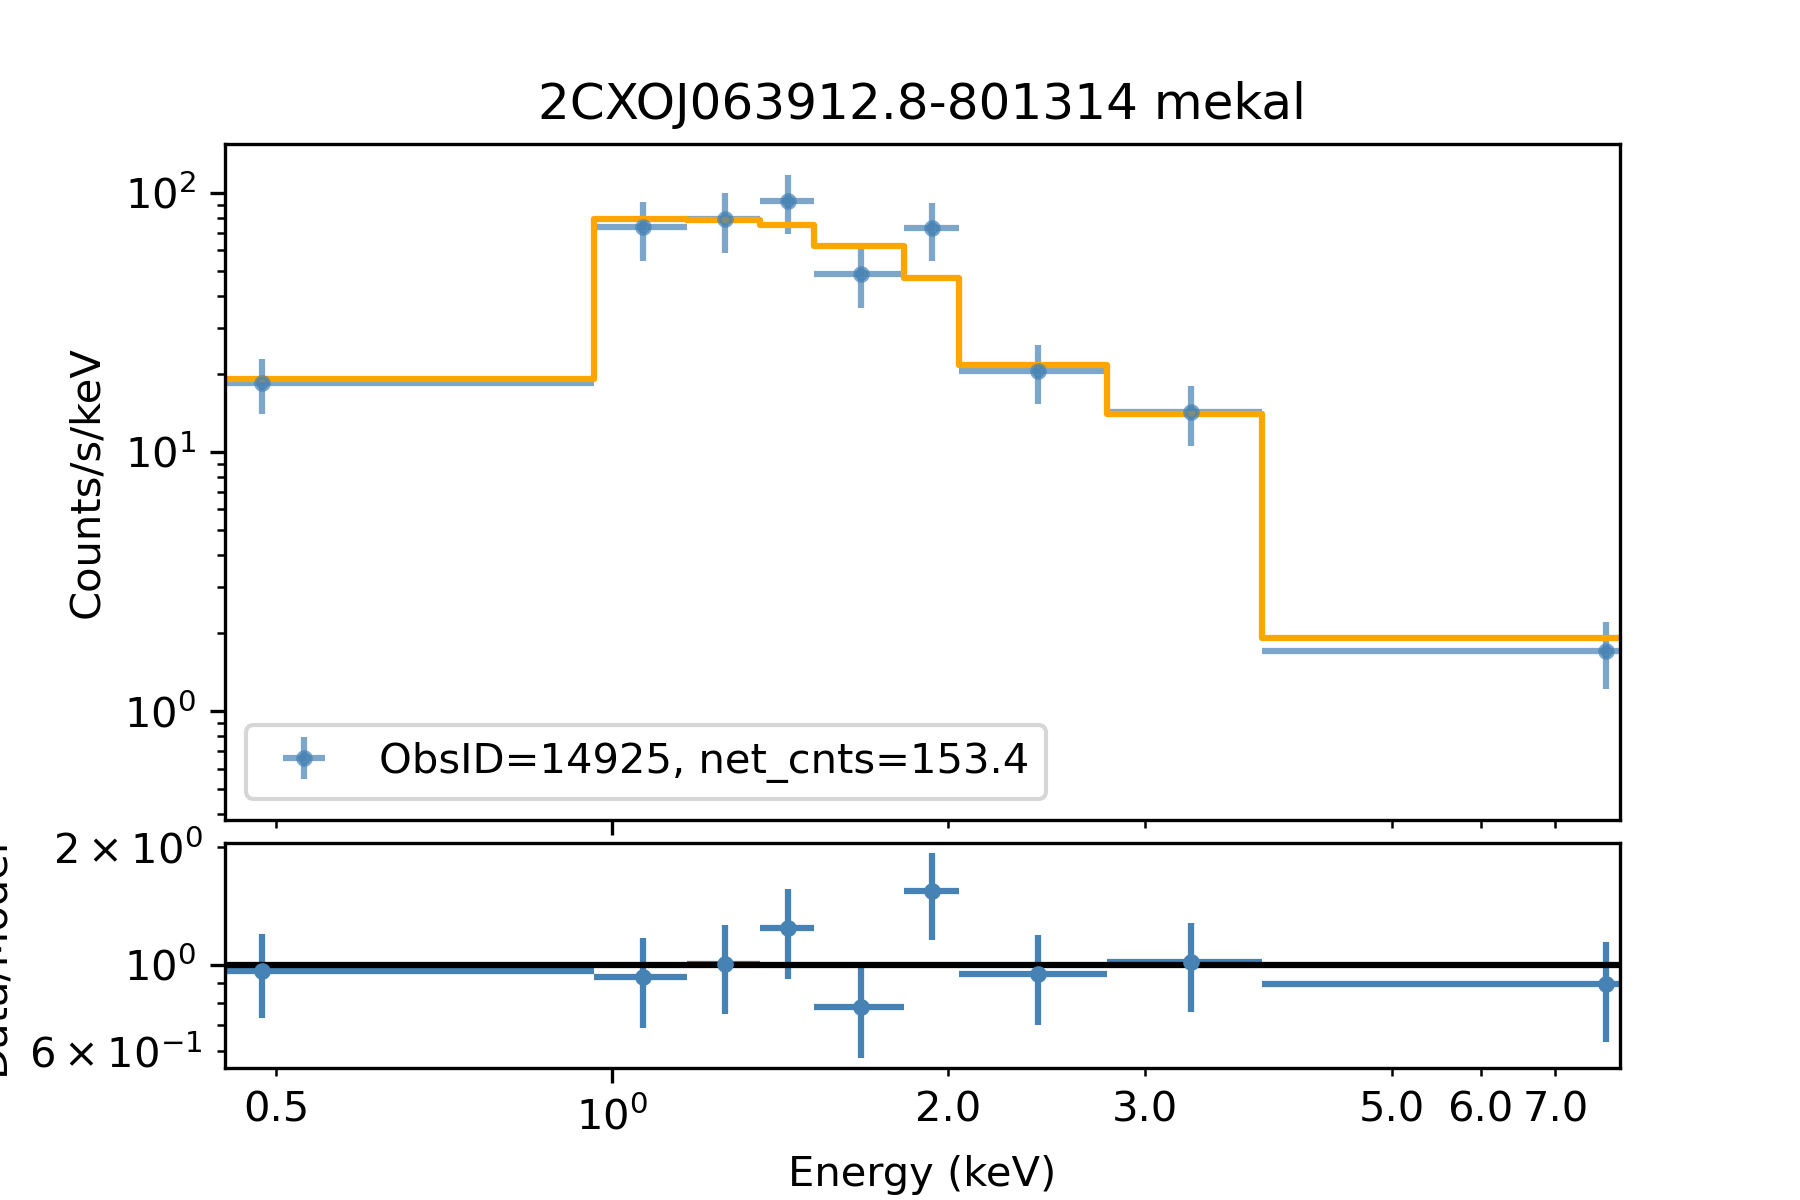 2CXOJ063912.8-801314 mekal
10²
10¹
10⁰
Counts/s/keV
ObsID=14925, net_cnts=153.4
2 × 10⁰
10⁰
6 × 10⁻¹
0.5 10⁰ 2.0 3.0 5.0 6.0 7.0
Energy (keV)